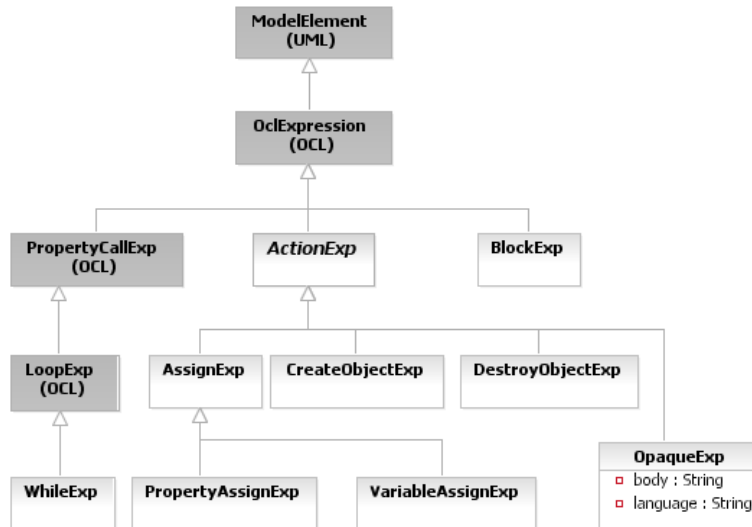 ModelElement
(UML)
OclExpression
(OCL)
PropertyCallExp
(OCL)
ActionExp
BlockExp
LoopExp
(OCL)
AssignExp
CreateObjectExp
DestroyObjectExp
WhileExp
PropertyAssignExp
VariableAssignExp
OpaqueExp
body : String
language : String